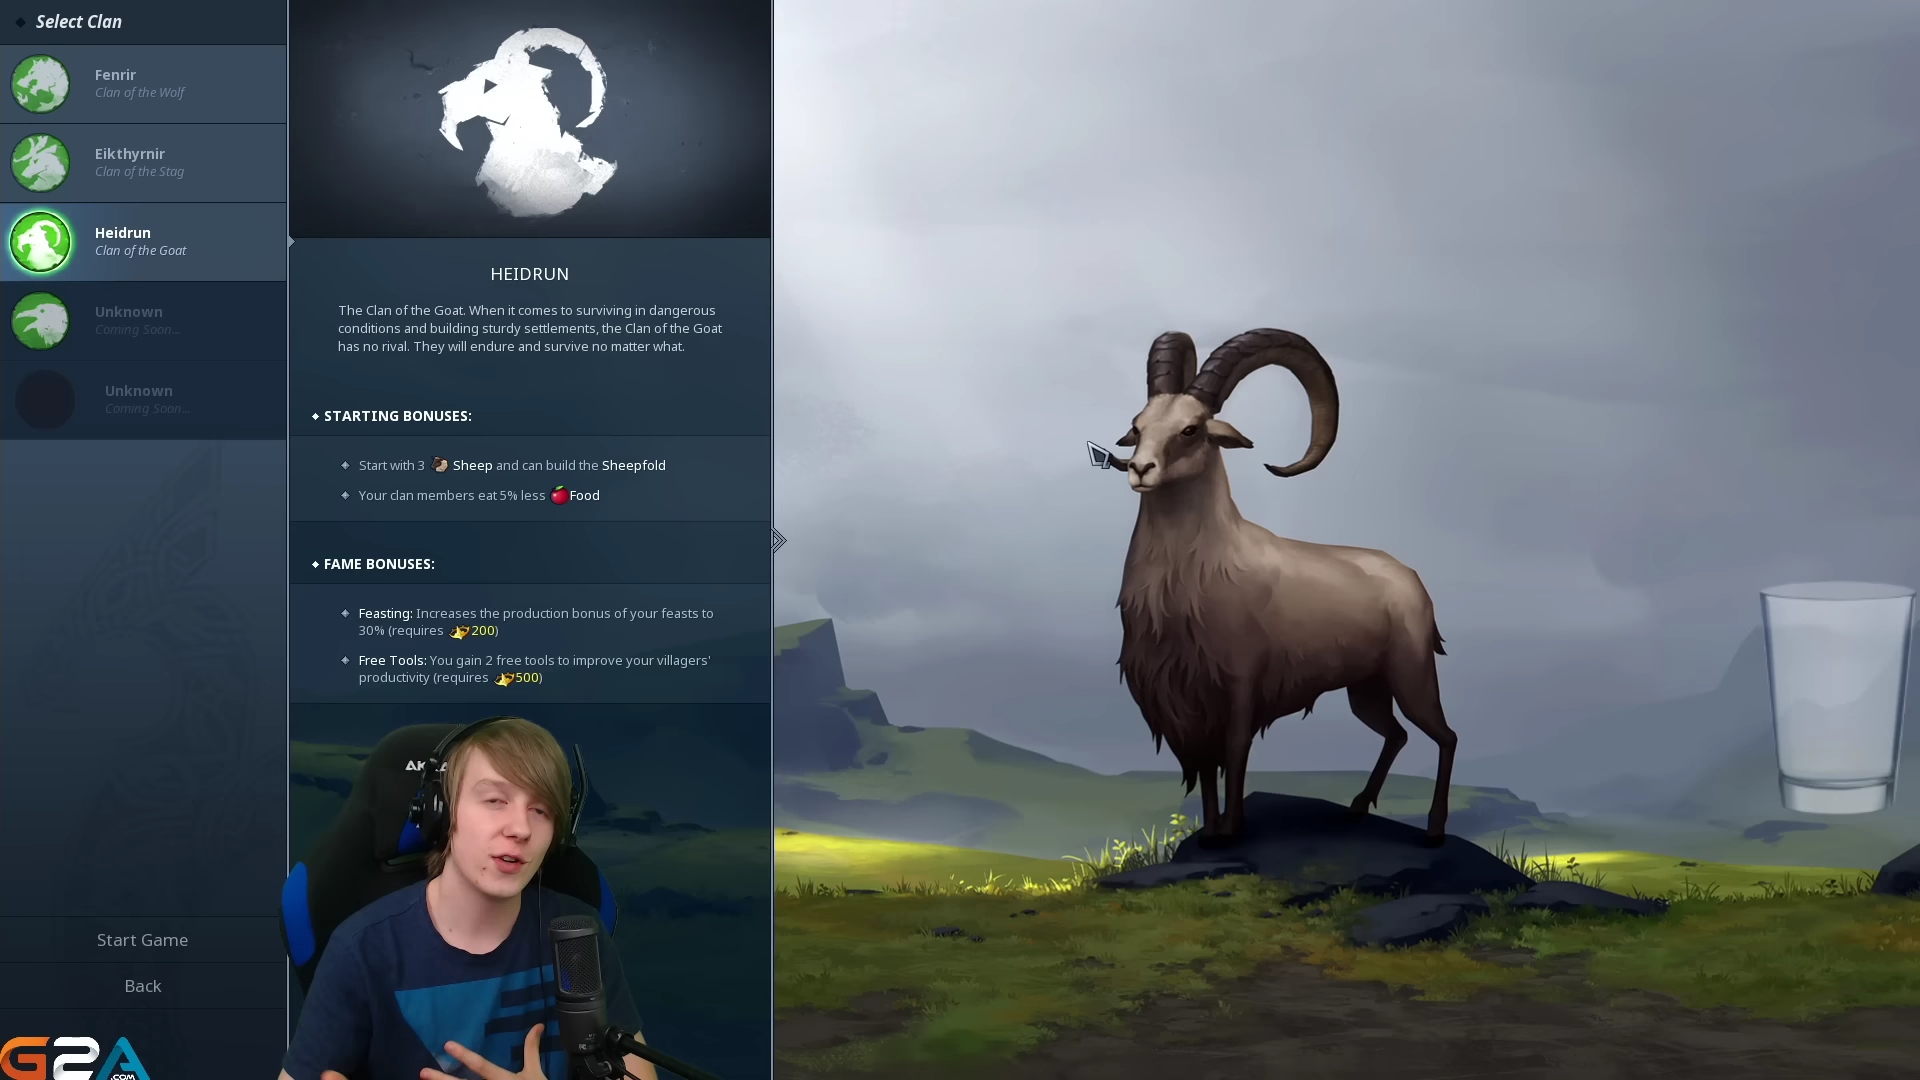 Select Clan
Fenrir
Clan of the Wolf
Eikthyrnir
Clan of the Stag
Heidrun
Clan of the Goat
Unknown
Coming Soon...
Unknown
Coming Soon...
Start Game
Back
G2A
.COM
HEIDRUN
The Clan of the Goat. When it comes to surviving in dangerous
conditions and building sturdy settlements, the Clan of the Goat
has no rival. They will endure and survive no matter what.
STARTING BONUSES:
Start with 3 Sheep and can build the Sheepfold
Your clan members eat 5% less Food
FAME BONUSES:
Feasting: Increases the production bonus of your feasts to
30% (requires 200)
Free Tools: You gain 2 free tools to improve your villagers'
productivity (requires 500)